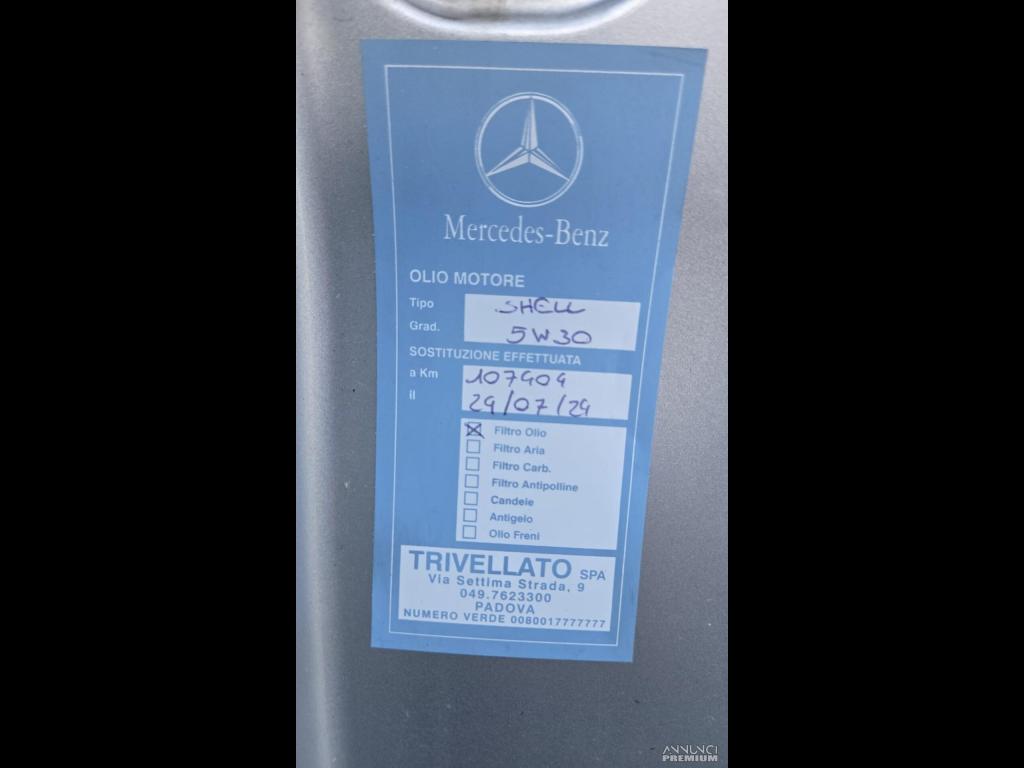 Mercedes-Benz
OLIO MOTORE
Tipo SHELL
Grad. 5W30
SOSTITUZIONE EFFETTUATA
a Km 107404
il 24/07/24
Filtro Olio
Filtro Aria
Filtro Carb.
Filtro Antipolline
Candele
Antigelo
Olio Freni
TRIVELLATO SPA
Via Settima Strada, 9
049.7623300
PADOVA
NUMERO VERDE 0080017777777
ANNUNCI
PREMIUM